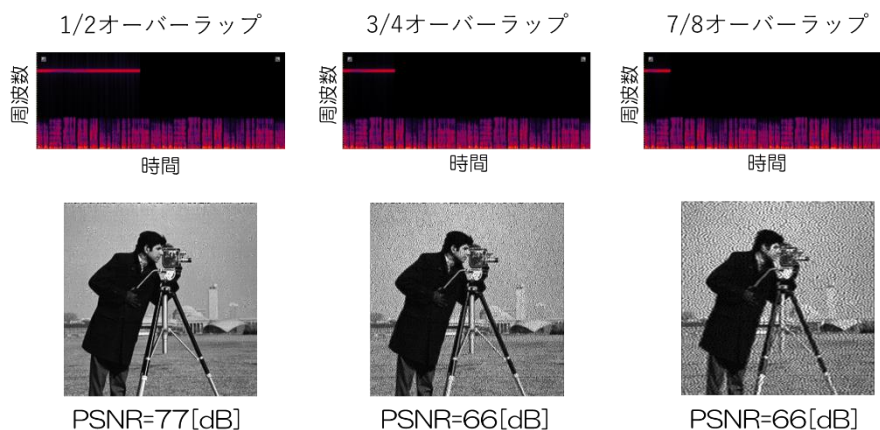 1/2オーバーラップ
3/4オーバーラップ
7/8オーバーラップ
周波数
周波数
周波数
時間
時間
時間
PSNR=77[dB]
PSNR=66[dB]
PSNR=66[dB]